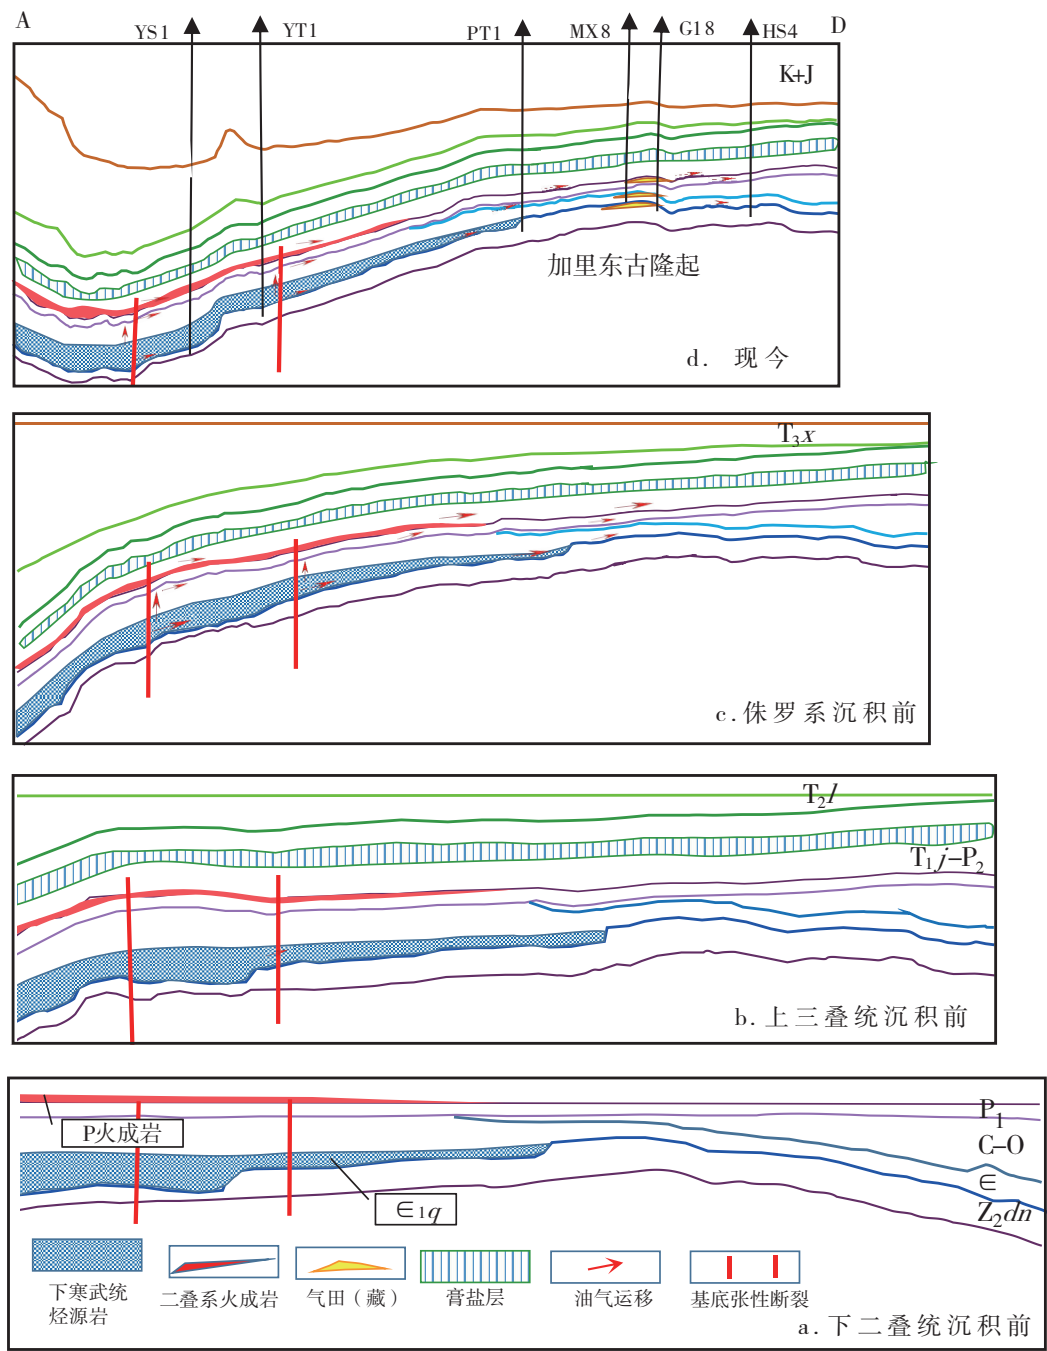 A
YS1
YT1
PT1
MX8
G18
HS4
D
K+J
加里东古隆起
d. 现今
T₃x
c.侏罗系沉积前
T₂l
T₁j–P₂
b.上三叠统沉积前
P火成岩
P₁
C–O
∈
∈₁q
Z₂dn
下寒武统
烃源岩
二叠系火成岩
气田（藏）
膏盐层
油气运移
基底张性断裂
a.下二叠统沉积前